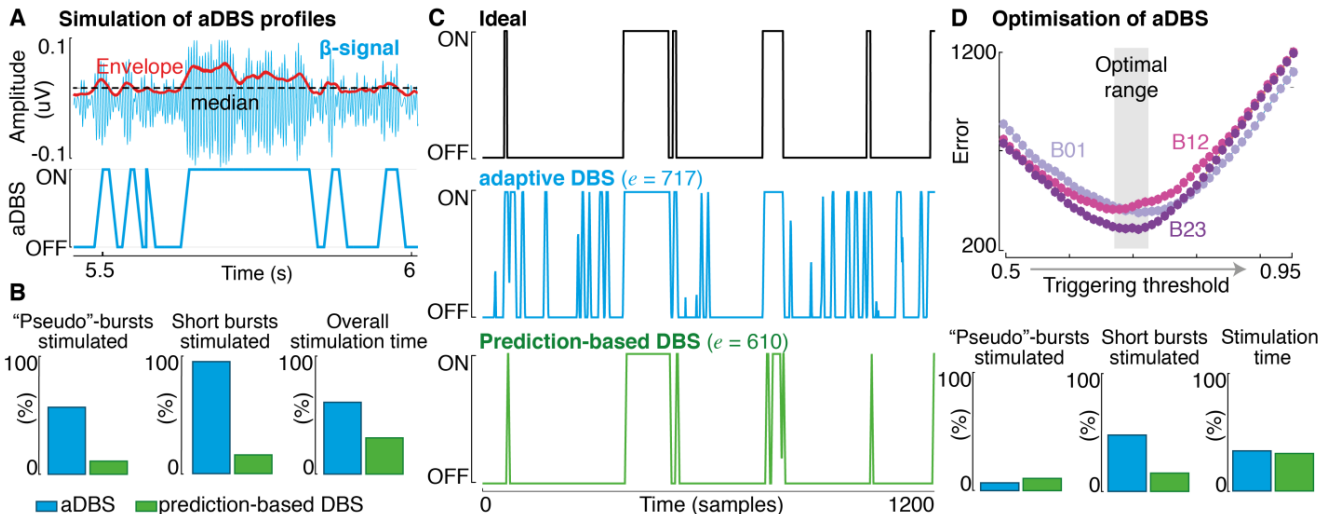 A Simulation of aDBS profiles
0.1
β-signal
Envelope
median
Amplitude
(uV)
-0.1
ON
aDBS
OFF
5.5
Time (s)
6
B
"Pseudo"-bursts
stimulated
Short bursts
stimulated
Overall
stimulation time
100
(%)
0
100
(%)
0
100
(%)
0
aDBS
prediction-based DBS
C Ideal
ON
OFF
adaptive DBS (e = 717)
ON
OFF
Prediction-based DBS (e = 610)
ON
OFF
0
Time (samples)
1200
D Optimisation of aDBS
1200
Optimal
range
Error
B01
B12
B23
200
0.5
0.95
Triggering threshold
"Pseudo"-bursts
stimulated
Short bursts
stimulated
Stimulation
time
100
(%)
0
100
(%)
0
100
(%)
0